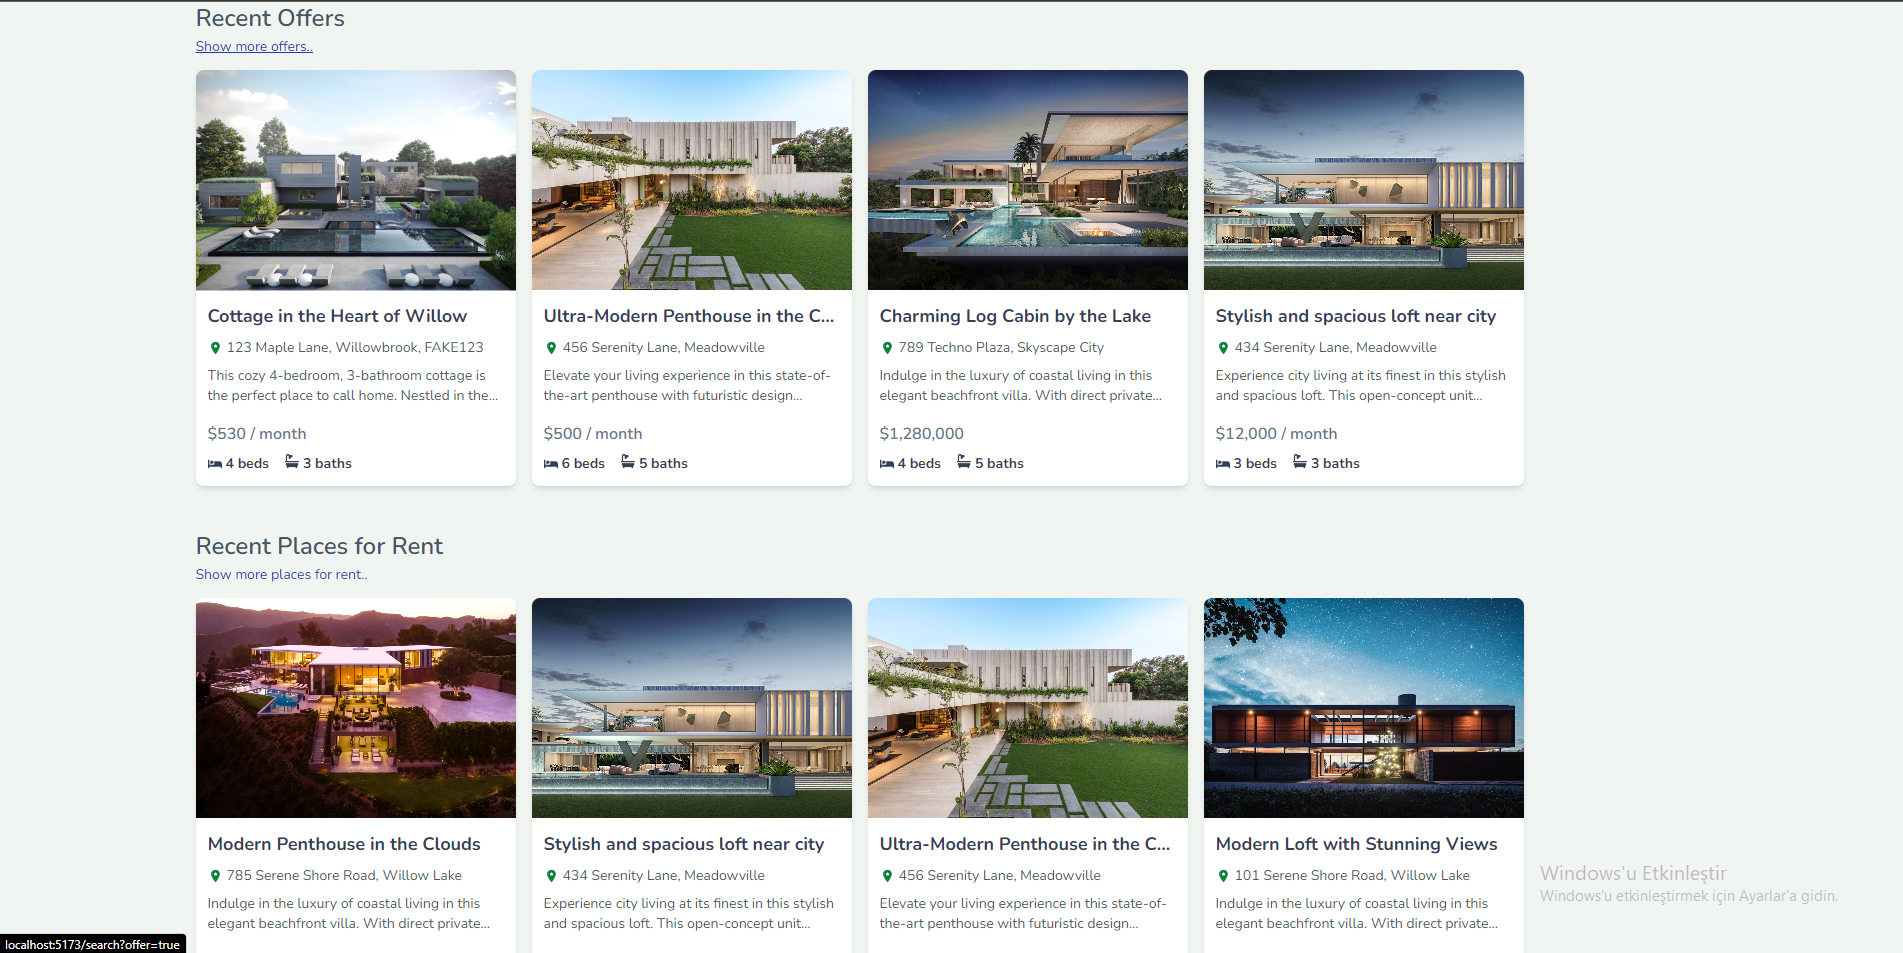 Recent Offers
Show more offers..
Cottage in the Heart of Willow
123 Maple Lane, Willowbrook, FAKE123
This cozy 4-bedroom, 3-bathroom cottage is
the perfect place to call home. Nestled in the...
$530 / month
4 beds 3 baths
Ultra-Modern Penthouse in the C...
456 Serenity Lane, Meadowville
Elevate your living experience in this state-of-
the-art penthouse with futuristic design...
$500 / month
6 beds 5 baths
Charming Log Cabin by the Lake
789 Techno Plaza, Skyscape City
Indulge in the luxury of coastal living in this
elegant beachfront villa. With direct private...
$1,280,000
4 beds 5 baths
Stylish and spacious loft near city
434 Serenity Lane, Meadowville
Experience city living at its finest in this stylish
and spacious loft. This open-concept unit...
$12,000 / month
3 beds 3 baths
Recent Places for Rent
Show more places for rent..
Modern Penthouse in the Clouds
785 Serene Shore Road, Willow Lake
Indulge in the luxury of coastal living in this
elegant beachfront villa. With direct private...
Stylish and spacious loft near city
434 Serenity Lane, Meadowville
Experience city living at its finest in this stylish
and spacious loft. This open-concept unit...
Ultra-Modern Penthouse in the C...
456 Serenity Lane, Meadowville
Elevate your living experience in this state-of-
the-art penthouse with futuristic design...
Modern Loft with Stunning Views
101 Serene Shore Road, Willow Lake
Indulge in the luxury of coastal living in this
elegant beachfront villa. With direct private...
Windows'u Etkinleştir
Windows'u etkinleştirmek için Ayarlar'a gidin.
localhost:5173/search?offer=true